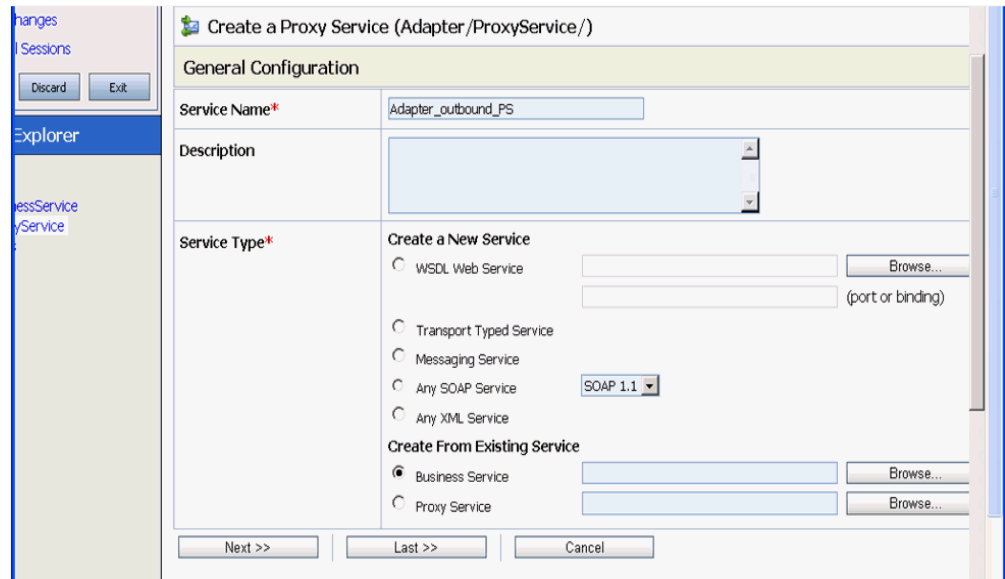 hanges
l Sessions
Discard Exit
Explorer
essService
yService
Create a Proxy Service (Adapter/ProxyService/)
General Configuration
Service Name* Adapter_outbound_PS
Description
Service Type* Create a New Service
WSDL Web Service Browse...
(port or binding)
Transport Typed Service
Messaging Service
Any SOAP Service SOAP 1.1
Any XML Service
Create From Existing Service
Business Service Browse...
Proxy Service Browse...
Next >> Last >> Cancel